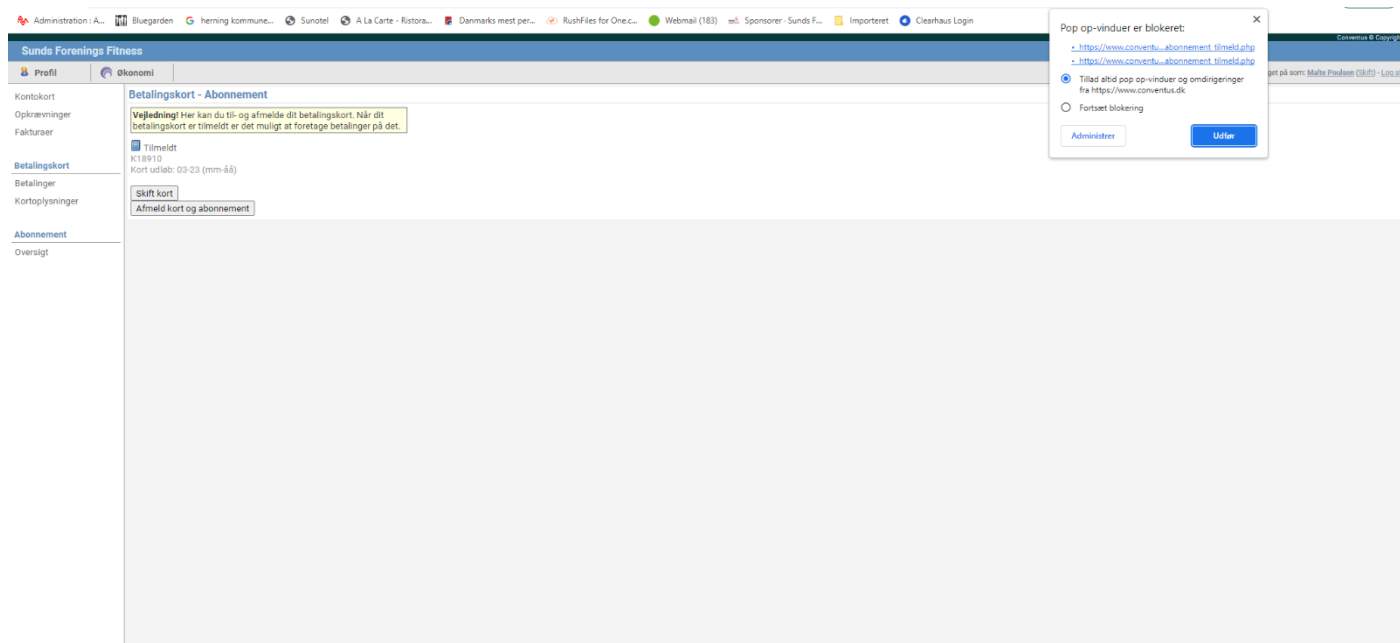 Administration : A...  Bluegarden  herning kommune...  Sunotel  A La Carte - Ristora...  Danmarks mest per...  RushFiles for One.c...  Webmail (183)  Sponsorer - Sunds F...  Importeret  Clearhaus Login
Conventus © Copyrigh
Sunds Forenings Fitness
Profil  Økonomi
get på som: Malte Poulsen (Skift) - Log a
Kontokort
Opkrævninger
Fakturaer
Betalingskort
Betalinger
Kortoplysninger
Abonnement
Oversigt
Betalingskort - Abonnement
Vejledning! Her kan du til- og afmelde dit betalingskort. Når dit
betalingskort er tilmeldt er det muligt at foretage betalinger på det.
Tilmeldt
K18910
Kort udløb: 03-23 (mm-åå)
Skift kort
Afmeld kort og abonnement
Pop op-vinduer er blokeret:
• https://www.conventu...abonnement_tilmeld.php
• https://www.conventu...abonnement_tilmeld.php
Tillad altid pop op-vinduer og omdirigeringer
fra https://www.conventus.dk
Fortsæt blokering
Administrer  Udfør